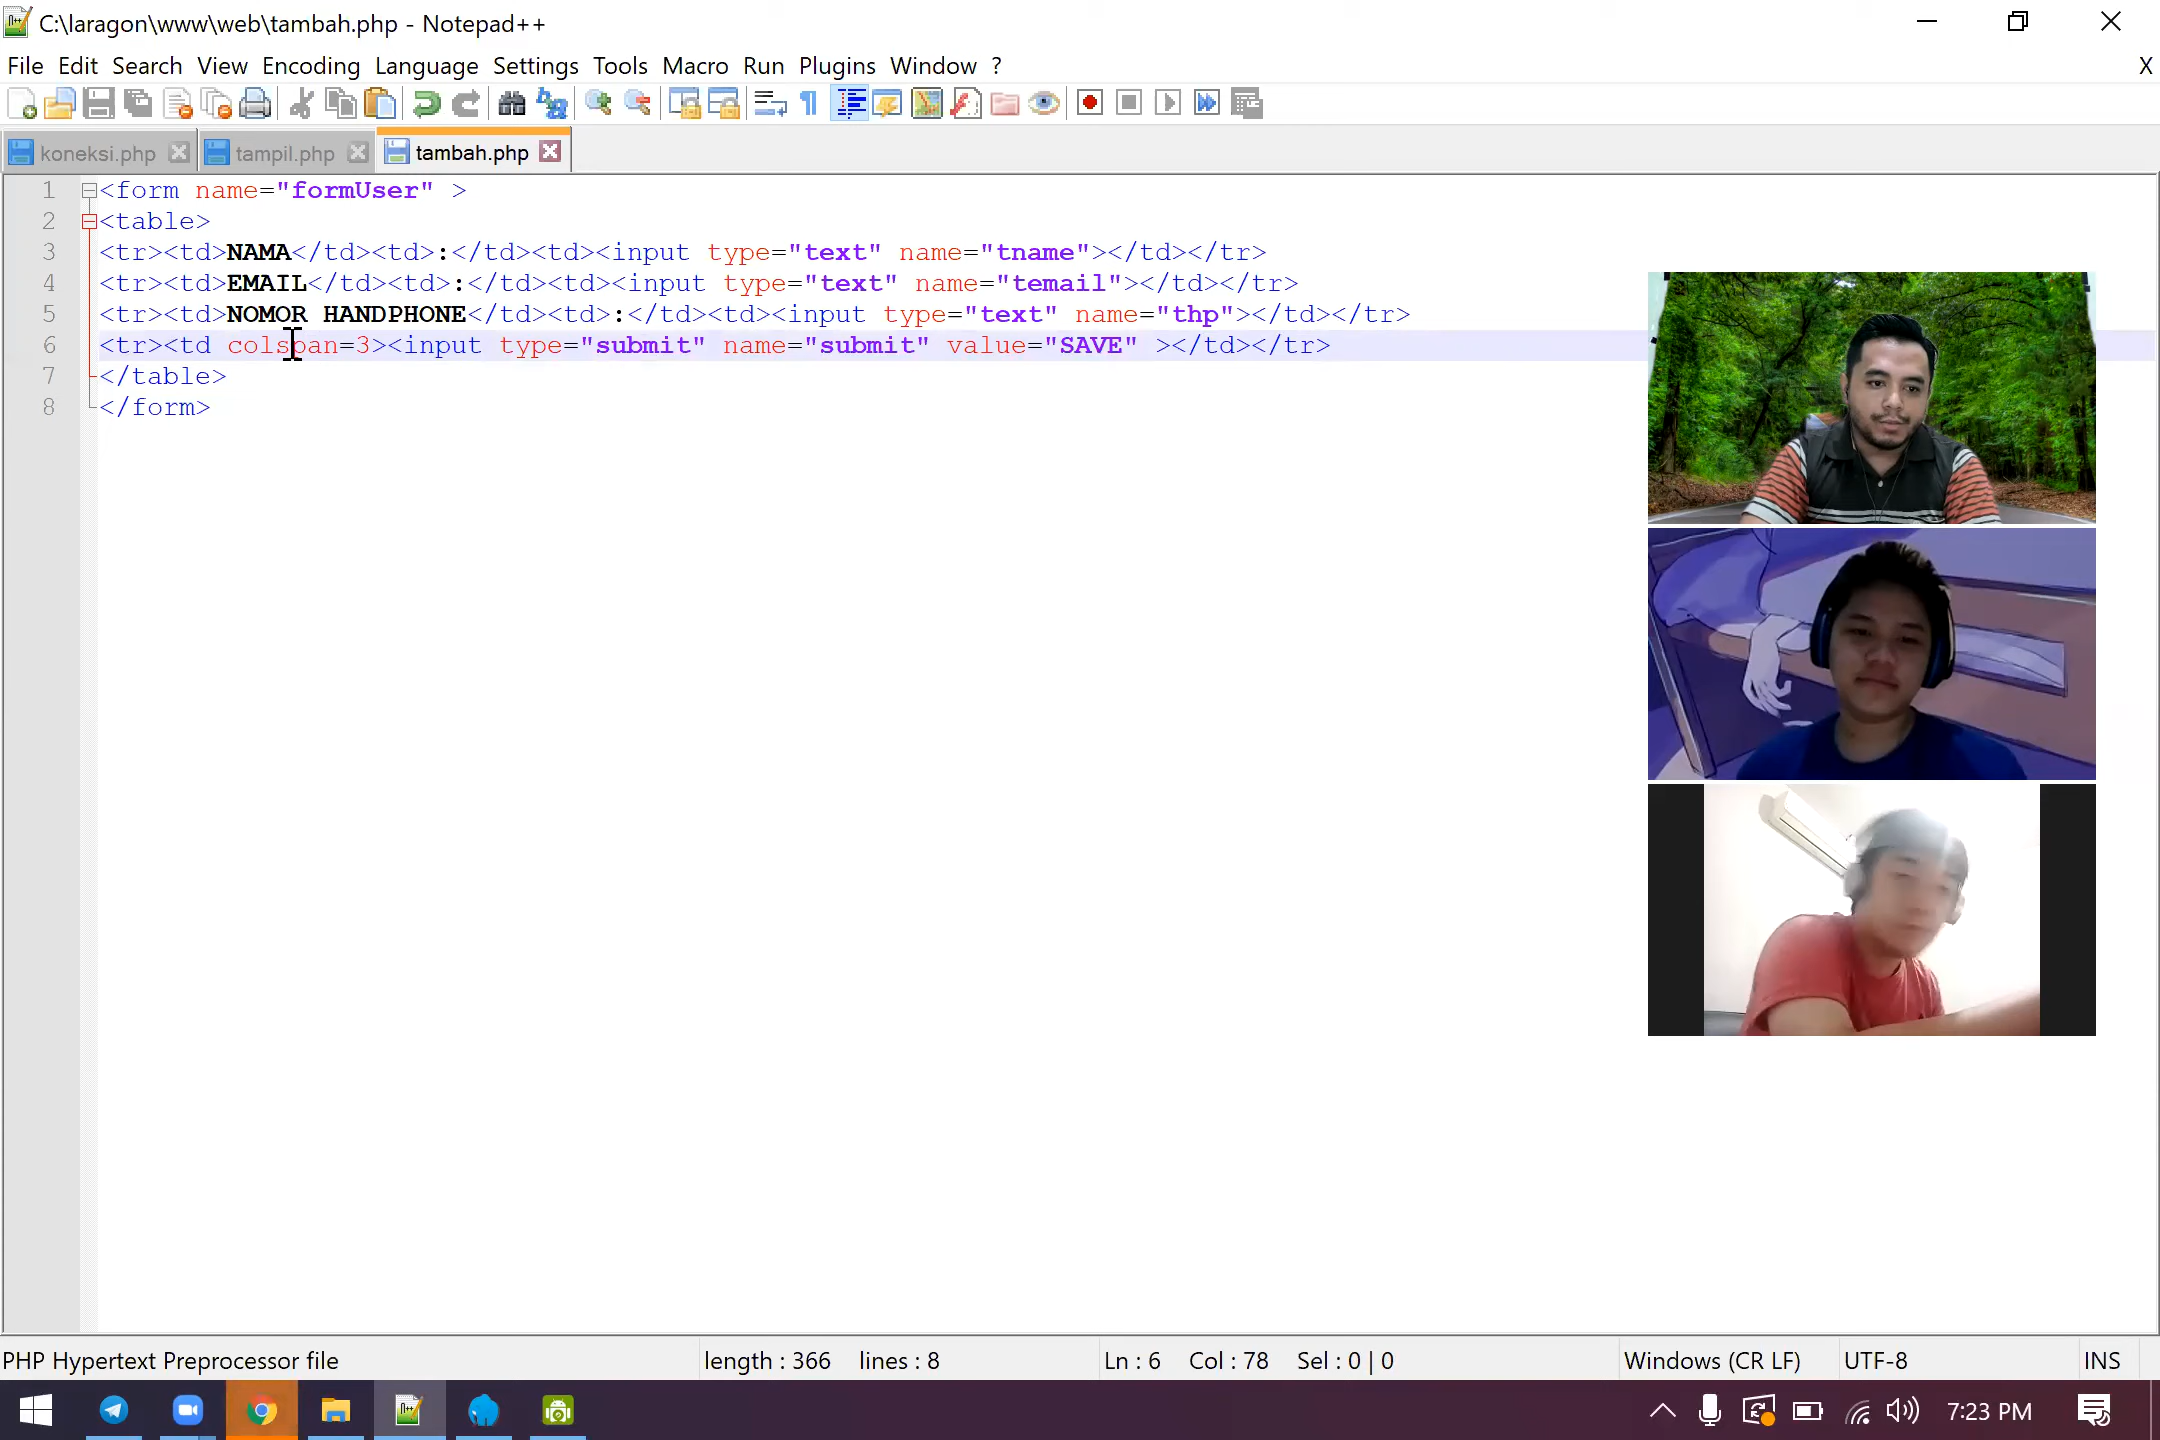 C:\laragon\www\web\tambah.php - Notepad++
File Edit Search View Encoding Language Settings Tools Macro Run Plugins Window ? X
koneksi.php tampil.php tambah.php
1 <form name="formUser" >
2 <table>
3 <tr><td>NAMA</td><td>:</td><td><input type="text" name="tname"></td></tr>
4 <tr><td>EMAIL</td><td>:</td><td><input type="text" name="temail"></td></tr>
5 <tr><td>NOMOR HANDPHONE</td><td>:</td><td><input type="text" name="thp"></td></tr>
6 <tr><td colspan=3><input type="submit" name="submit" value="SAVE" ></td></tr>
7 </table>
8 </form>
PHP Hypertext Preprocessor file length : 366 lines : 8 Ln : 6 Col : 78 Sel : 0 | 0 Windows (CR LF) UTF-8 INS
7:23 PM